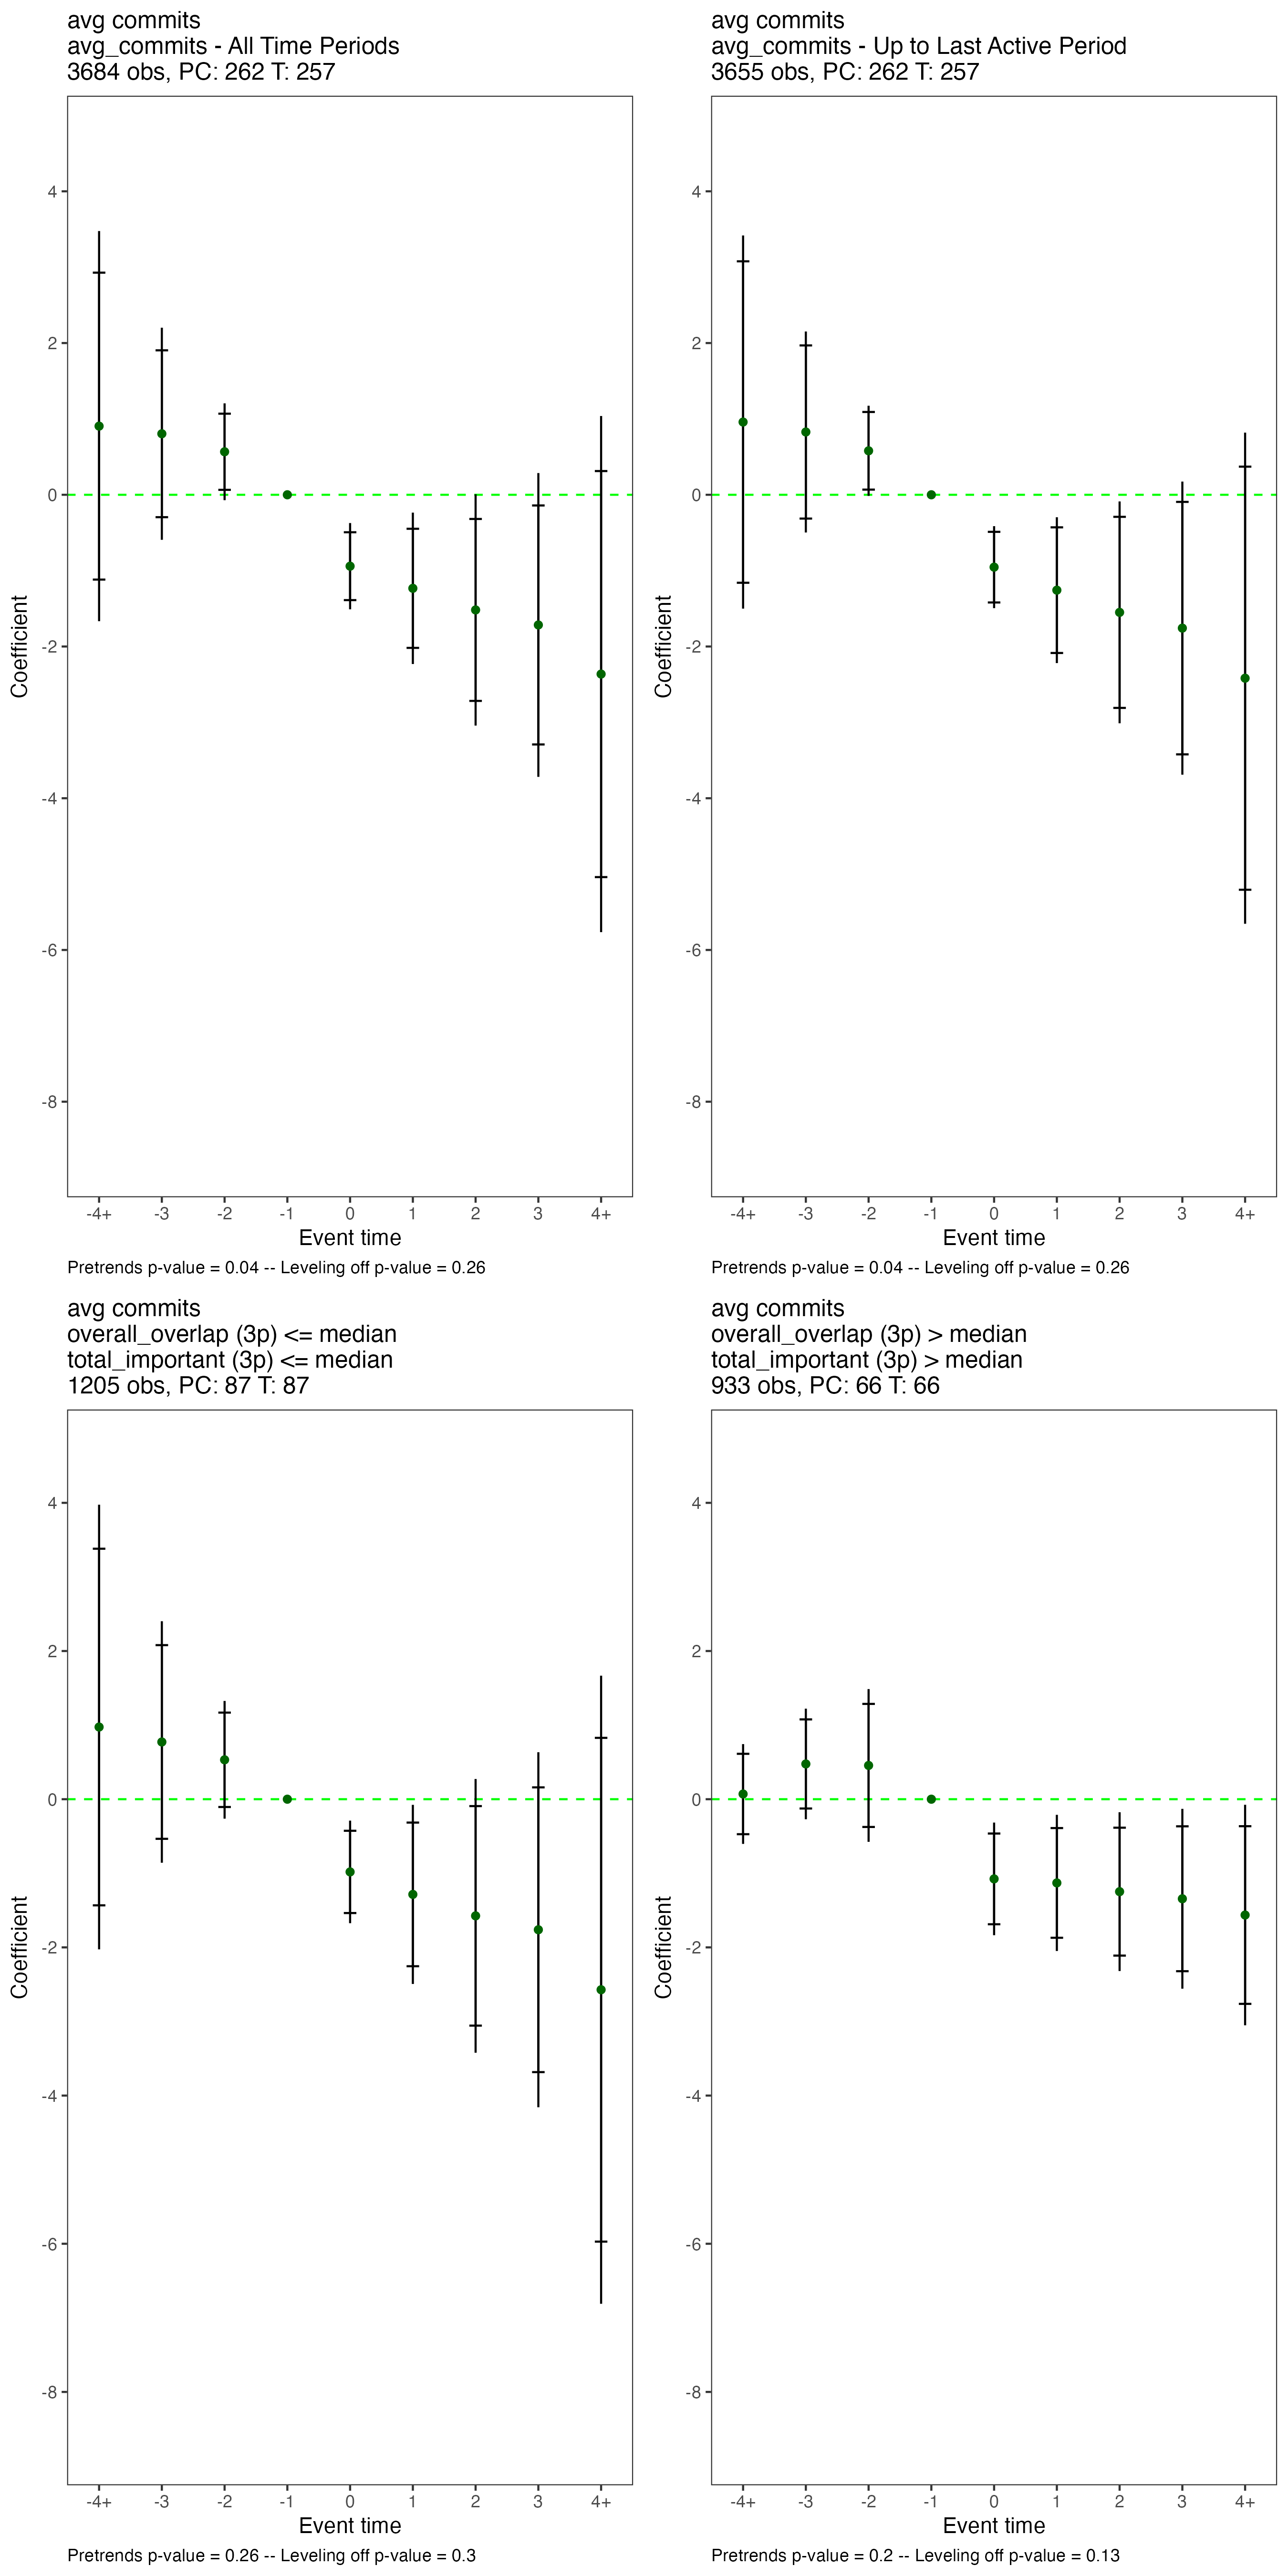 avg commits
avg_commits - All Time Periods
3684 obs, PC: 262 T: 257
4
2
0
-2
-4
-6
-8
Coefficient
-4+ -3 -2 -1 0 1 2 3 4+
Event time
Pretrends p-value = 0.04 -- Leveling off p-value = 0.26
avg commits
avg_commits - Up to Last Active Period
3655 obs, PC: 262 T: 257
4
2
0
-2
-4
-6
-8
Coefficient
-4+ -3 -2 -1 0 1 2 3 4+
Event time
Pretrends p-value = 0.04 -- Leveling off p-value = 0.26
avg commits
overall_overlap (3p) <= median
total_important (3p) <= median
1205 obs, PC: 87 T: 87
4
2
0
-2
-4
-6
-8
Coefficient
-4+ -3 -2 -1 0 1 2 3 4+
Event time
Pretrends p-value = 0.26 -- Leveling off p-value = 0.3
avg commits
overall_overlap (3p) > median
total_important (3p) > median
933 obs, PC: 66 T: 66
4
2
0
-2
-4
-6
-8
Coefficient
-4+ -3 -2 -1 0 1 2 3 4+
Event time
Pretrends p-value = 0.2 -- Leveling off p-value = 0.13